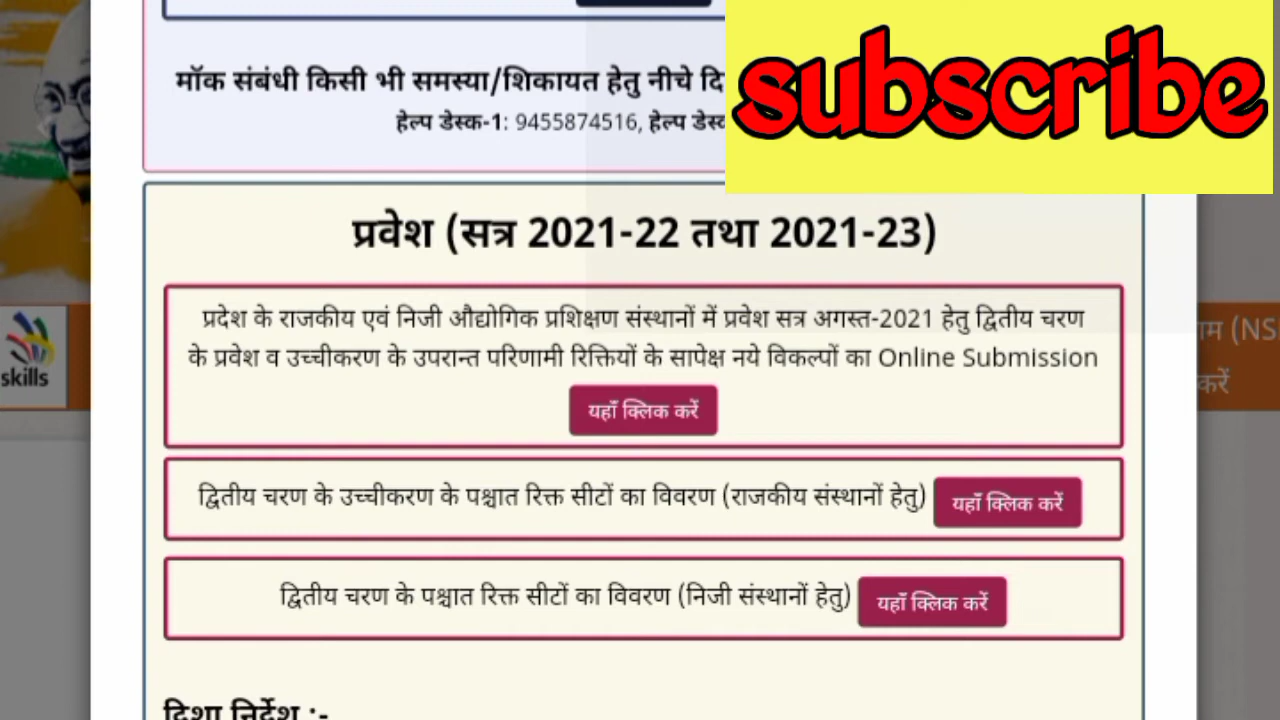 subscribe
मॉक संबंधी किसी भी समस्या/शिकायत हेतु नीचे
हेल्प डेस्क-1: 9455874516, हेल्प
प्रवेश (सत्र 2021-22 तथा 2021-23)
प्रदेश के राजकीय एवं निजी औद्योगिक प्रशिक्षण संस्थानों में प्रवेश सत्र अगस्त-2021 हेतु द्वितीय चरण
के प्रवेश व उच्चीकरण के उपरान्त परिणामी रिक्तियों के सापेक्ष नये विकल्पों का Online Submission
यहाँ क्लिक करें
द्वितीय चरण के उच्चीकरण के पश्चात रिक्त सीटों का विवरण (राजकीय संस्थानों हेतु) यहाँ क्लिक करें
द्वितीय चरण के पश्चात रिक्त सीटों का विवरण (निजी संस्थानों हेतु) यहाँ क्लिक करें
दिशा निर्देश :-
skills
करें